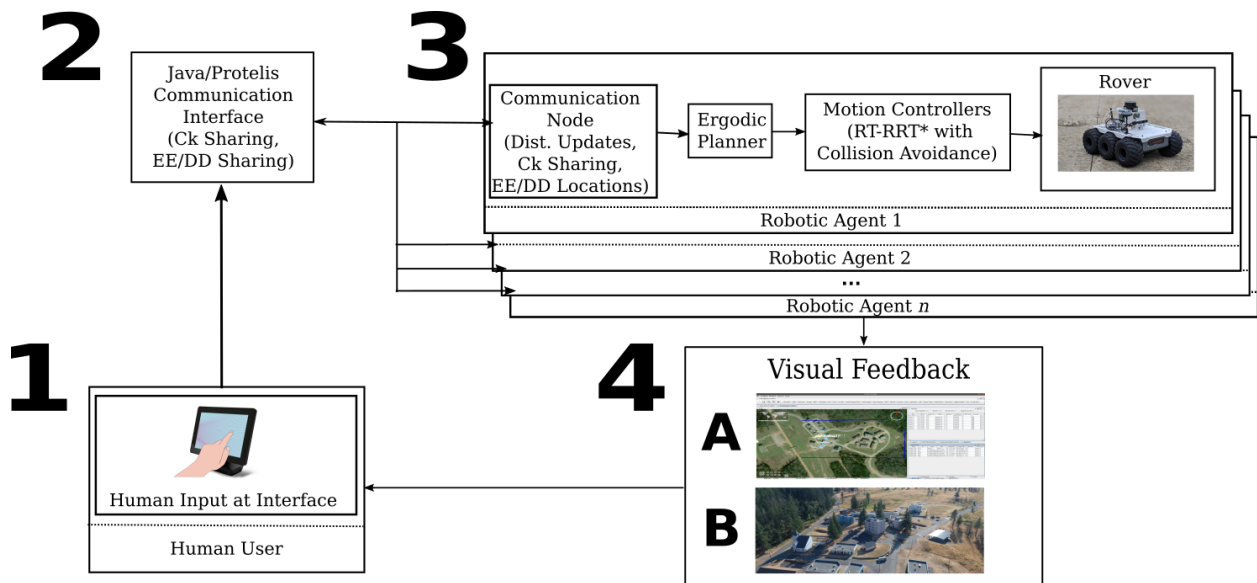 1
Human Input at Interface
Human User
2
Java/Protelis
Communication
Interface
(Ck Sharing,
EE/DD Sharing)
3
Communication
Node
(Dist. Updates,
Ck Sharing,
EE/DD Locations)
Ergodic
Planner
Motion Controllers
(RT-RRT* with
Collision Avoidance)
Rover
Robotic Agent 1
Robotic Agent 2
...
Robotic Agent n
4
Visual Feedback
A
B